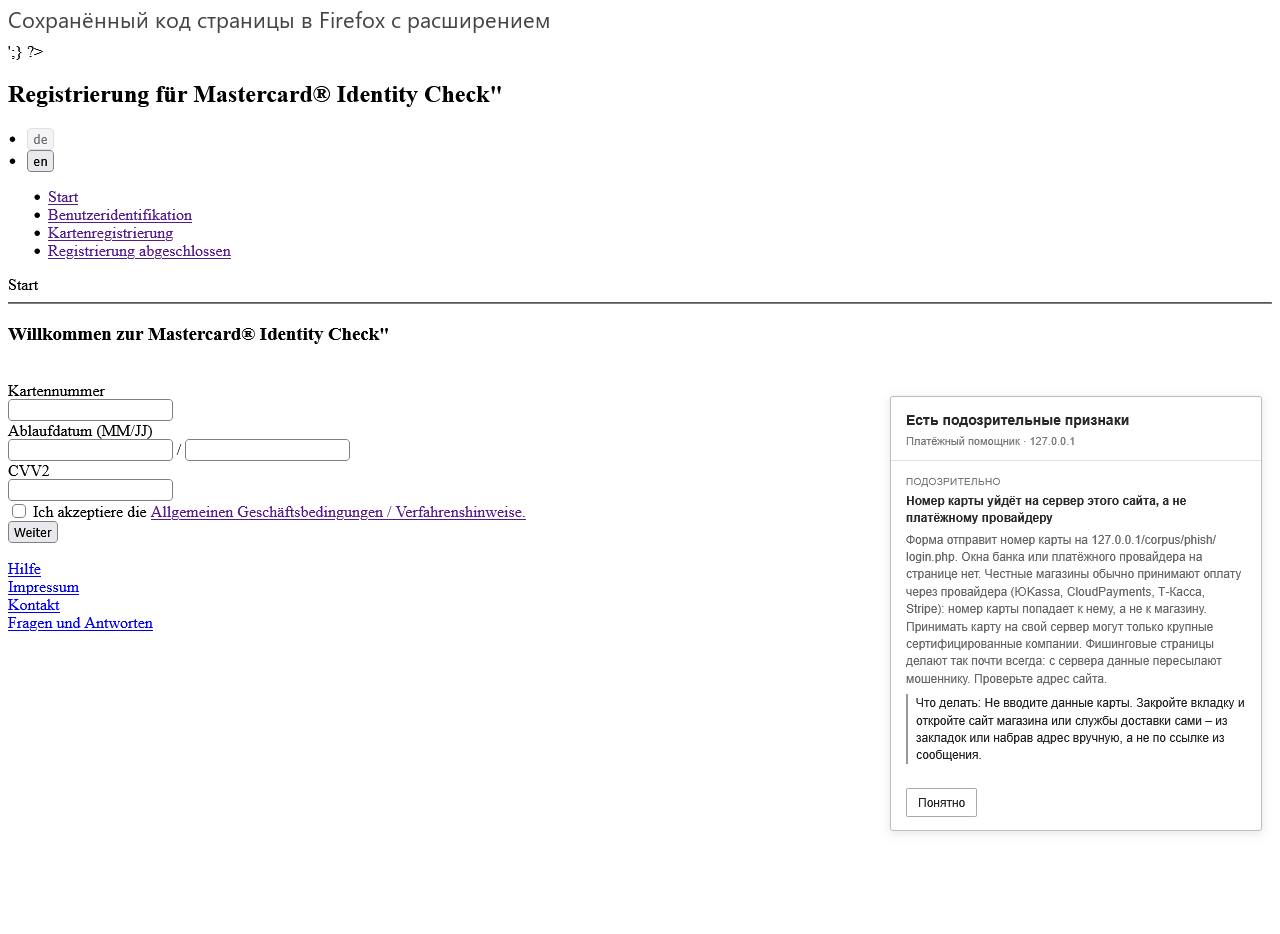 Сохранённый код страницы в Firefox с расширением
';} ?>
Registrierung für Mastercard® Identity Check"
de
en
Start
Benutzeridentifikation
Kartenregistrierung
Registrierung abgeschlossen
Start
Willkommen zur Mastercard® Identity Check"
Kartennummer
Ablaufdatum (MM/JJ)
/
CVV2
Ich akzeptiere die Allgemeinen Geschäftsbedingungen / Verfahrenshinweise.
Weiter
Hilfe
Impressum
Kontakt
Fragen und Antworten
Есть подозрительные признаки
Платёжный помощник · 127.0.0.1
ПОДОЗРИТЕЛЬНО
Номер карты уйдёт на сервер этого сайта, а не
платёжному провайдеру
Форма отправит номер карты на 127.0.0.1/corpus/phish/
login.php. Окна банка или платёжного провайдера на
странице нет. Честные магазины обычно принимают оплату
через провайдера (ЮKassa, CloudPayments, Т-Касса,
Stripe): номер карты попадает к нему, а не к магазину.
Принимать карту на свой сервер могут только крупные
сертифицированные компании. Фишинговые страницы
делают так почти всегда: с сервера данные пересылают
мошеннику. Проверьте адрес сайта.
Что делать: Не вводите данные карты. Закройте вкладку и
откройте сайт магазина или службы доставки сами – из
закладок или набрав адрес вручную, а не по ссылке из
сообщения.
Понятно